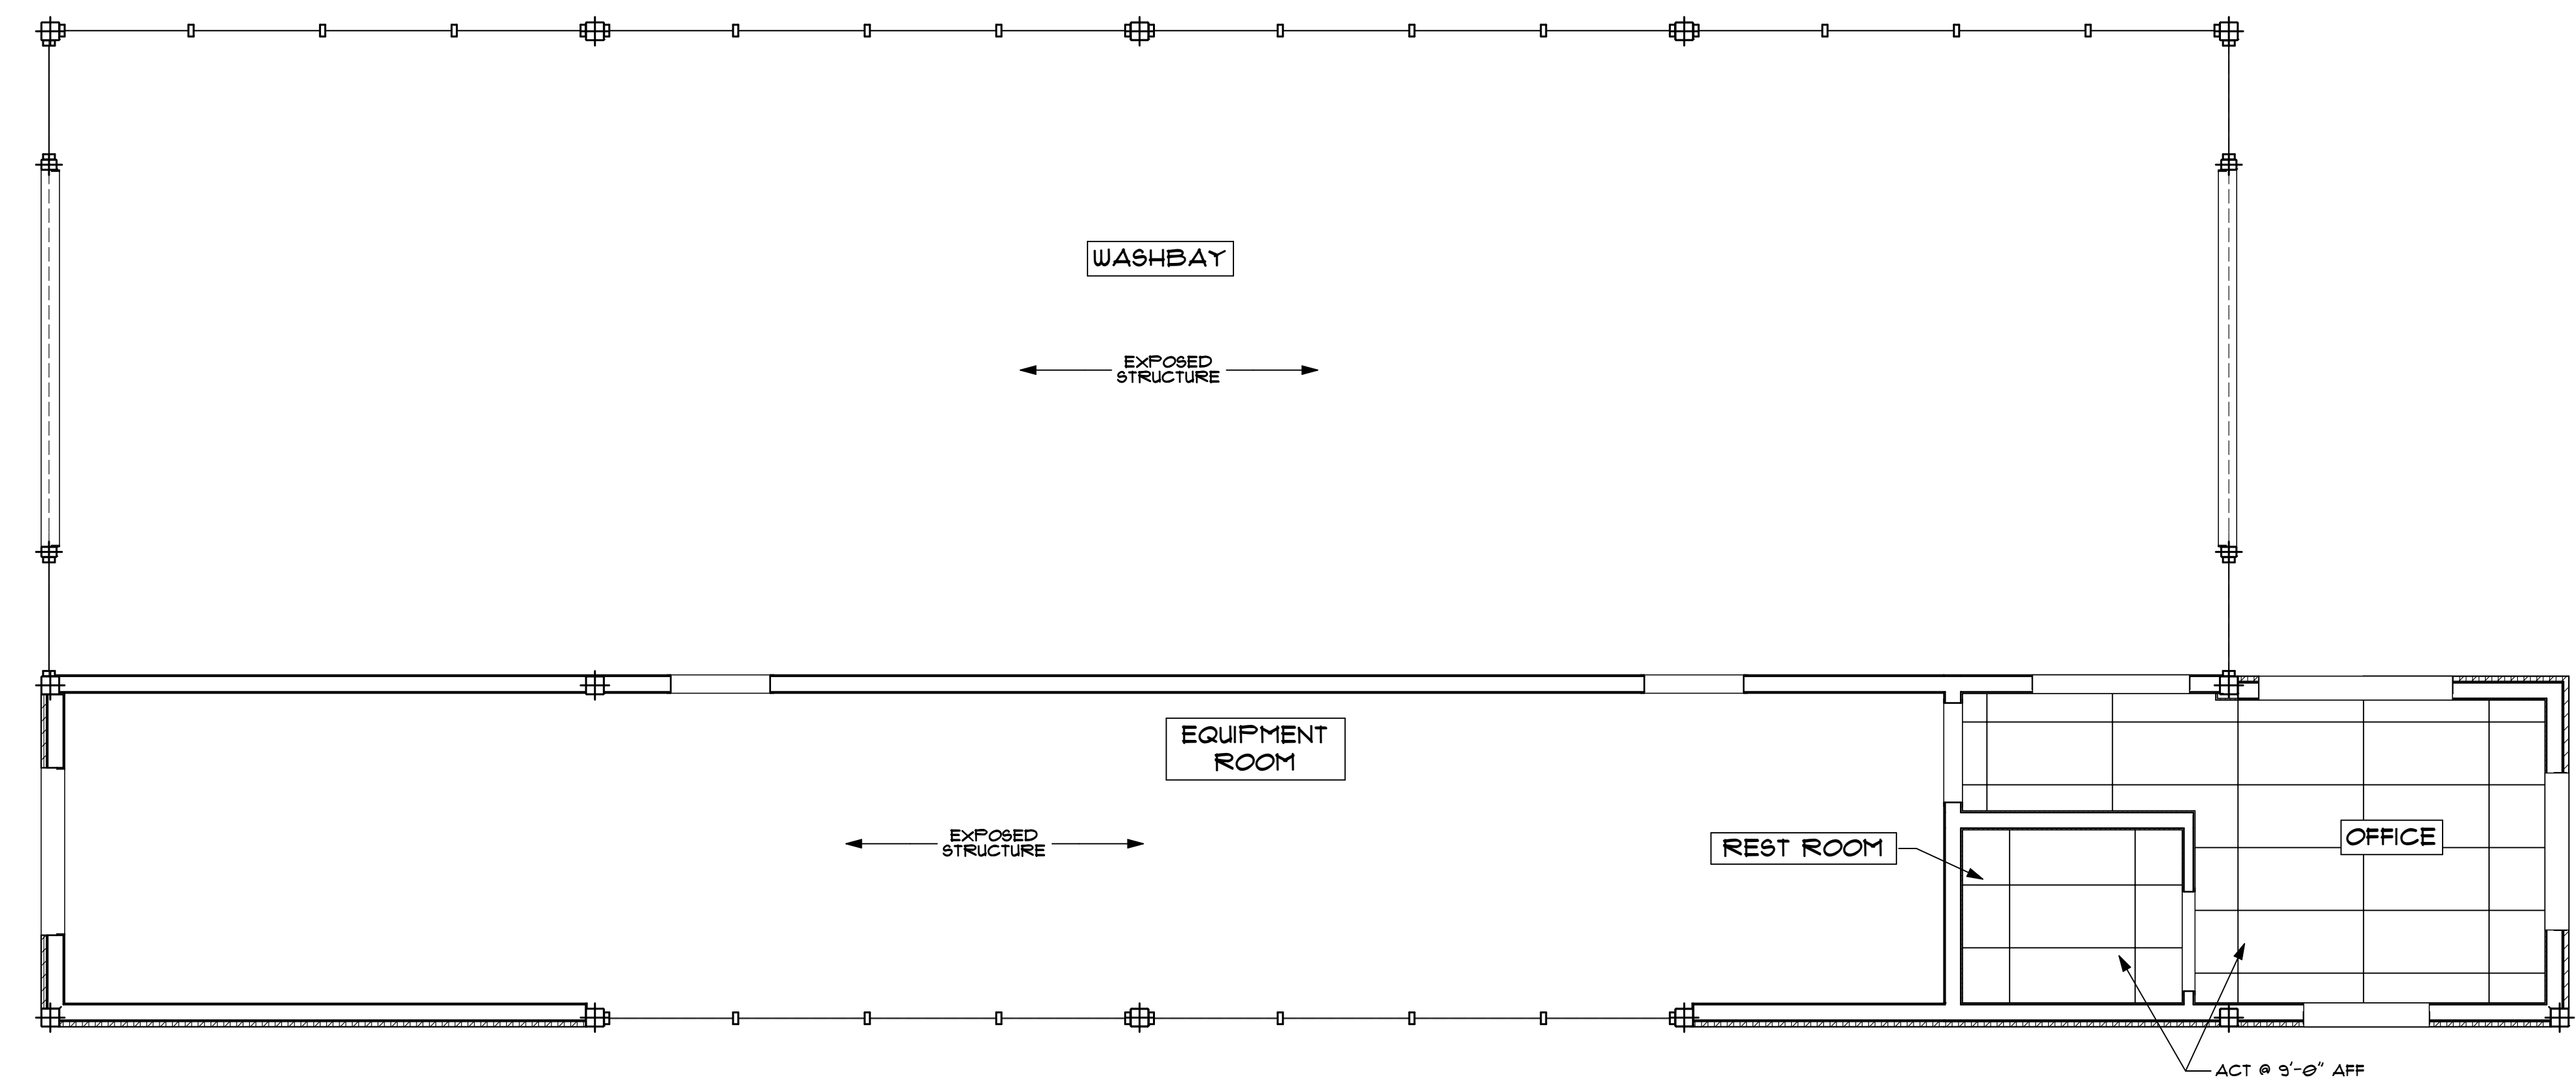 WASHBAY
EXPOSED
STRUCTURE
EQUIPMENT
ROOM
EXPOSED
STRUCTURE
REST ROOM
OFFICE
ACT @ 9'-0" AFF